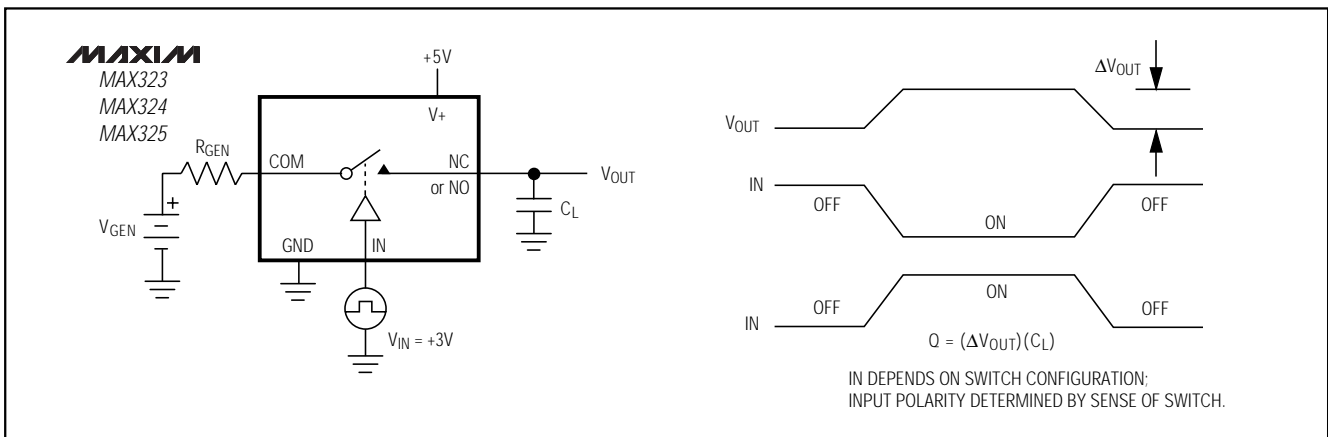 MAXIM
MAX323
MAX324
MAX325
+5V
V+
RGEN
COM
NC
or NO
VOUT
CL
VGEN
+
GND
IN
VIN = +3V
ΔVOUT
VOUT
IN
OFF
ON
OFF
IN
OFF
ON
OFF
Q = (ΔVOUT)(CL)
IN DEPENDS ON SWITCH CONFIGURATION;
INPUT POLARITY DETERMINED BY SENSE OF SWITCH.